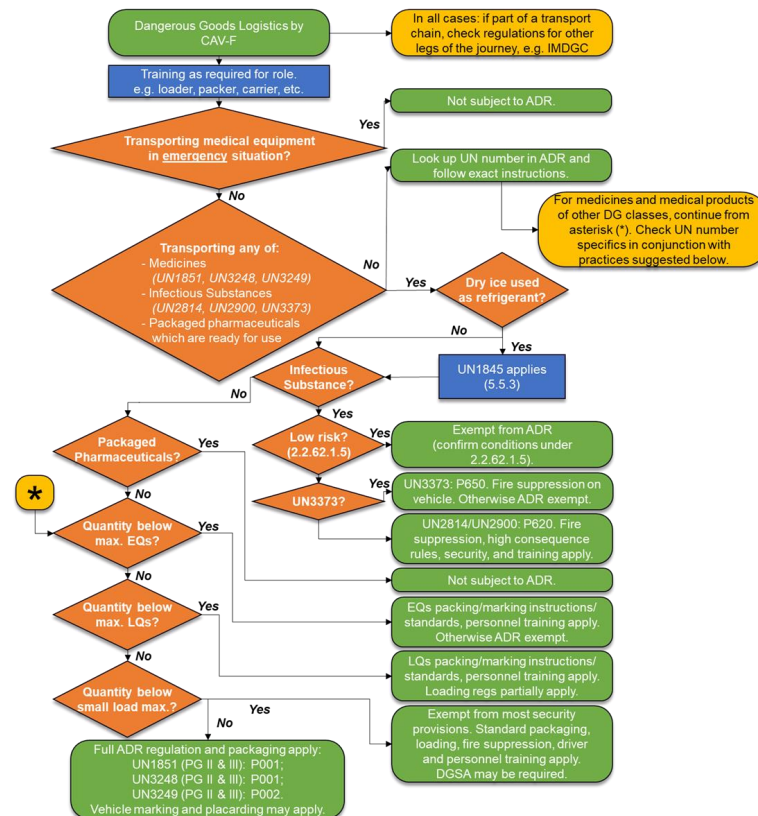 Dangerous Goods Logistics by
CAV-F
In all cases: if part of a transport
chain, check regulations for other
legs of the journey, e.g. IMDGC
Training as required for role.
e.g. loader, packer, carrier, etc.
Yes
Not subject to ADR.
Transporting medical equipment
in emergency situation?
Look up UN number in ADR and
follow exact instructions.
No
For medicines and medical products
of other DG classes, continue from
asterisk (*). Check UN number
specifics in conjunction with
practices suggested below.
Transporting any of:
- Medicines
(UN1851, UN3248, UN3249)
- Infectious Substances
(UN2814, UN2900, UN3373)
- Packaged pharmaceuticals
which are ready for use
No
Yes
Dry ice used
as refrigerant?
No
Yes
UN1845 applies
(5.5.3)
Infectious
Substance?
No
Yes
Low risk?
(2.2.62.1.5)
Yes
Exempt from ADR
(confirm conditions under
2.2.62.1.5).
Packaged
Pharmaceuticals?
Yes
No
UN3373?
Yes
UN3373: P650. Fire suppression on
vehicle. Otherwise ADR exempt.
*
UN2814/UN2900: P620. Fire
suppression, high consequence
rules, security, and training apply.
Quantity below
max. EQs?
Yes
No
Not subject to ADR.
Quantity below
max. LQs?
Yes
No
EQs packing/marking instructions/
standards, personnel training apply.
Otherwise ADR exempt.
LQs packing/marking instructions/
standards, personnel training apply.
Loading regs partially apply.
Quantity below
small load max.?
Yes
No
Exempt from most security
provisions. Standard packaging,
loading, fire suppression, driver
and personnel training apply.
DGSA may be required.
Full ADR regulation and packaging apply:
UN1851 (PG II & III): P001;
UN3248 (PG II & III): P001;
UN3249 (PG II & III): P002.
Vehicle marking and placarding may apply.